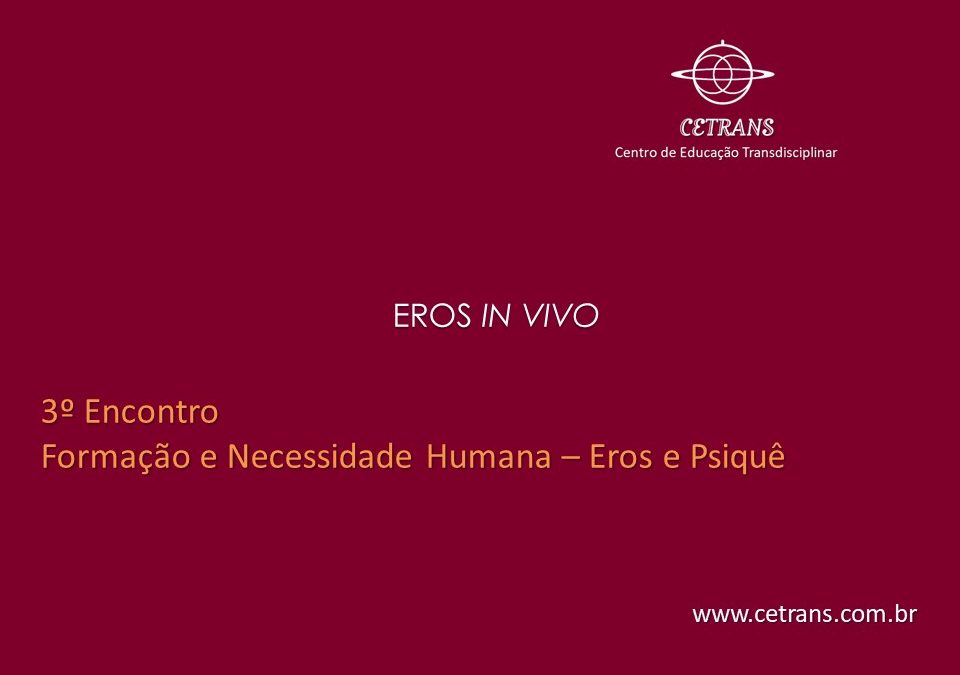 CETRANS
Centro de Educação Transdisciplinar
EROS IN VIVO
3º Encontro
Formação e Necessidade Humana – Eros e Psiquê
www.cetrans.com.br